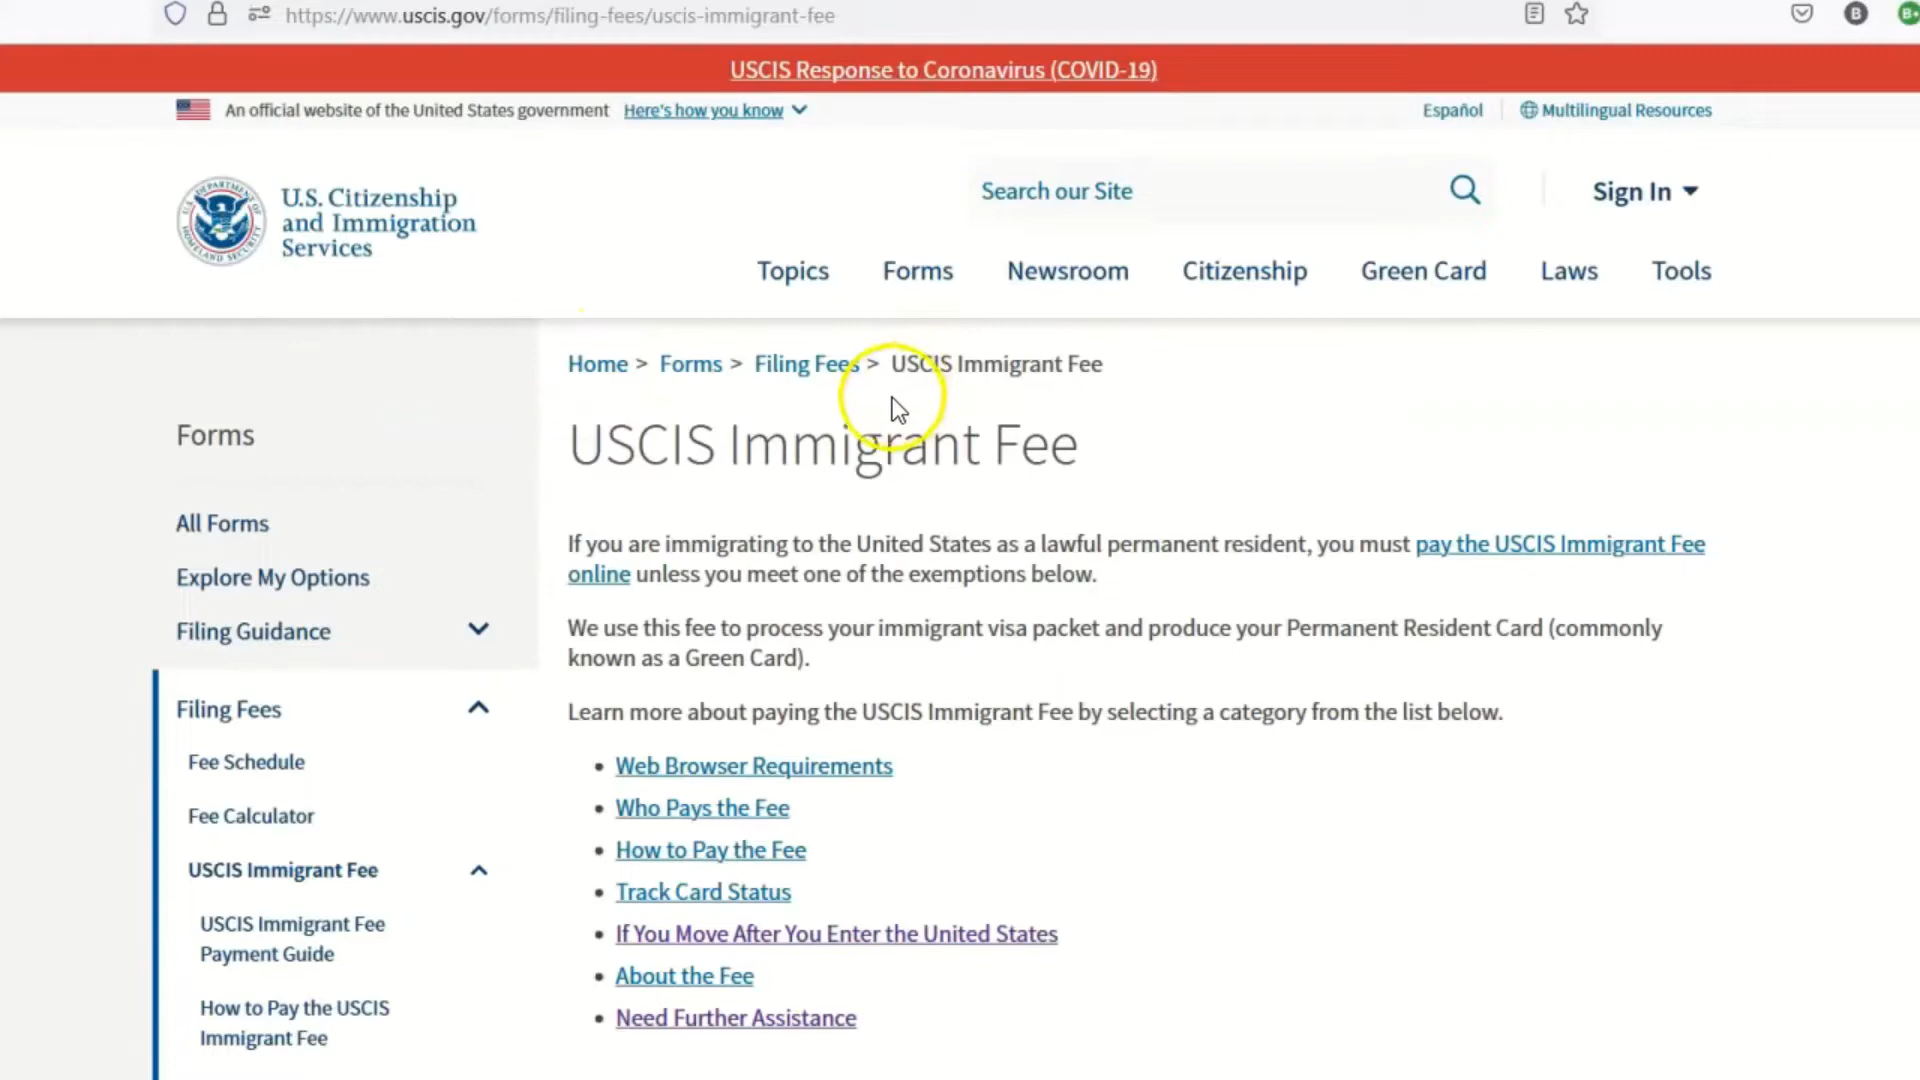 https://www.uscis.gov/forms/filing-fees/uscis-immigrant-fee
B
B+
USCIS Response to Coronavirus (COVID-19)
An official website of the United States government Here's how you know
Español
Multilingual Resources
U.S. Citizenship
and Immigration
Services
Search our Site
Sign In
Topics Forms Newsroom Citizenship Green Card Laws Tools
Home > Forms > Filing Fees > USCIS Immigrant Fee
USCIS Immigrant Fee
If you are immigrating to the United States as a lawful permanent resident, you must pay the USCIS Immigrant Fee
online unless you meet one of the exemptions below.
We use this fee to process your immigrant visa packet and produce your Permanent Resident Card (commonly
known as a Green Card).
Learn more about paying the USCIS Immigrant Fee by selecting a category from the list below.
• Web Browser Requirements
• Who Pays the Fee
• How to Pay the Fee
• Track Card Status
• If You Move After You Enter the United States
• About the Fee
• Need Further Assistance
Forms
All Forms
Explore My Options
Filing Guidance
Filing Fees
Fee Schedule
Fee Calculator
USCIS Immigrant Fee
USCIS Immigrant Fee
Payment Guide
How to Pay the USCIS
Immigrant Fee